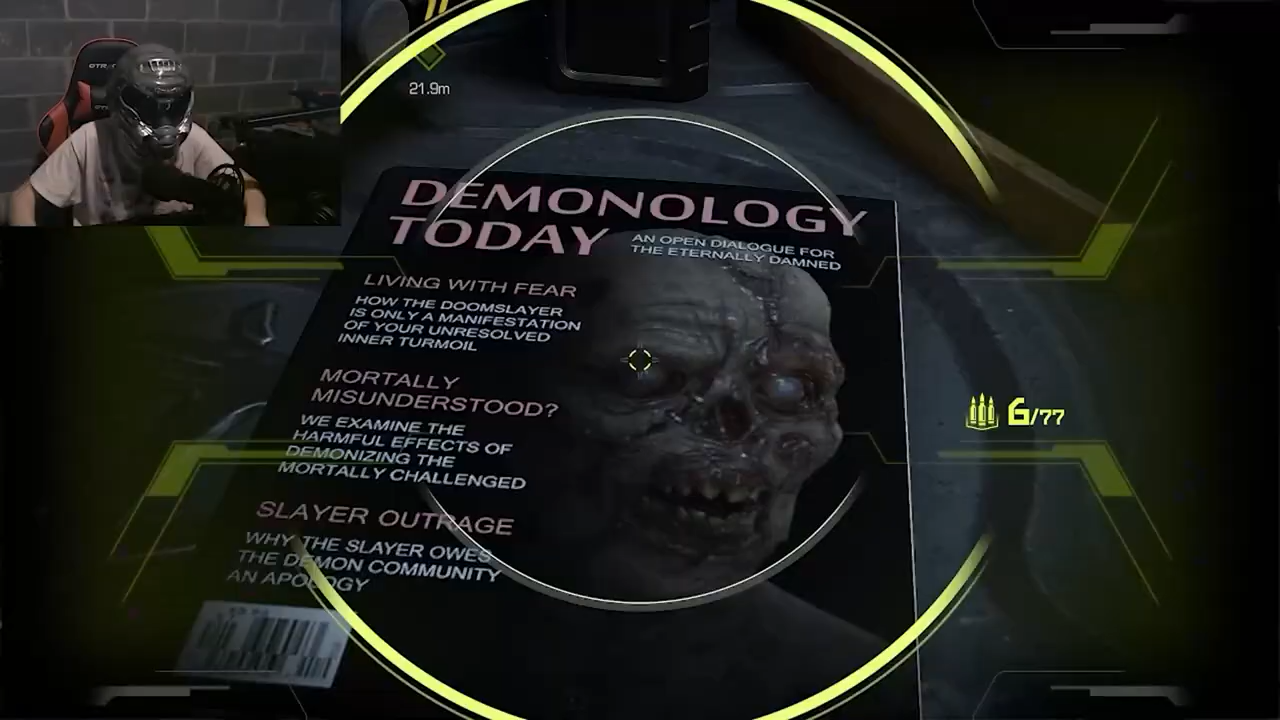 21.9m
DEMONOLOGY
TODAY
AN OPEN DIALOGUE FOR
THE ETERNALLY DAMNED
LIVING WITH FEAR
HOW THE DOOMSLAYER
IS ONLY A MANIFESTATION
OF YOUR UNRESOLVED
INNER TURMOIL
MORTALLY
MISUNDERSTOOD?
WE EXAMINE THE
HARMFUL EFFECTS OF
DEMONIZING THE
MORTALLY CHALLENGED
6/77
SLAYER OUTRAGE
WHY THE SLAYER OWES
THE DEMON COMMUNITY
AN APOLOGY